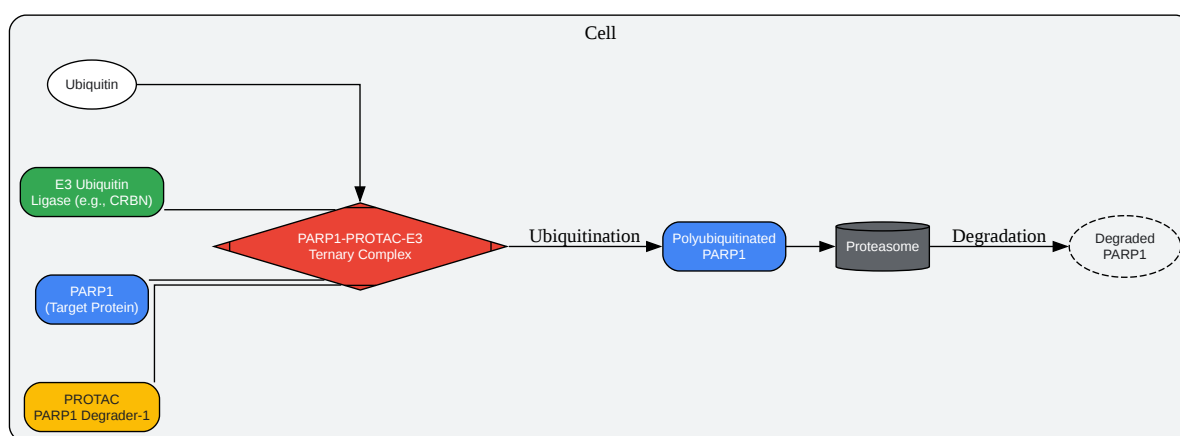 Cell
Ubiquitin
E3 Ubiquitin
Ligase (e.g., CRBN)
PARP1-PROTAC-E3
Ternary Complex
Ubiquitination
Polyubiquitinated
PARP1
Proteasome
Degradation
Degraded
PARP1
PARP1
(Target Protein)
PROTAC
PARP1 Degrader-1